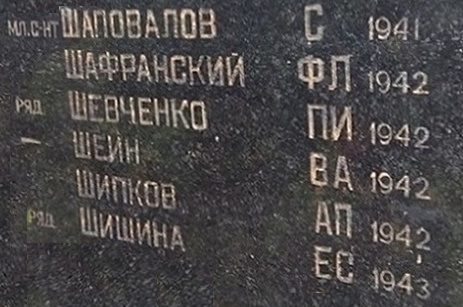 МЛ.С-НТ ШАПОВАЛОВ С 1941
ШАФРАНСКИЙ ФЛ 1942
РЯД ШЕВЧЕНКО ПИ 1942
— ШЕЙН ВА 1942
ШИПКОВ АП 1942
РЯД ШИШИНА ЕС 1943